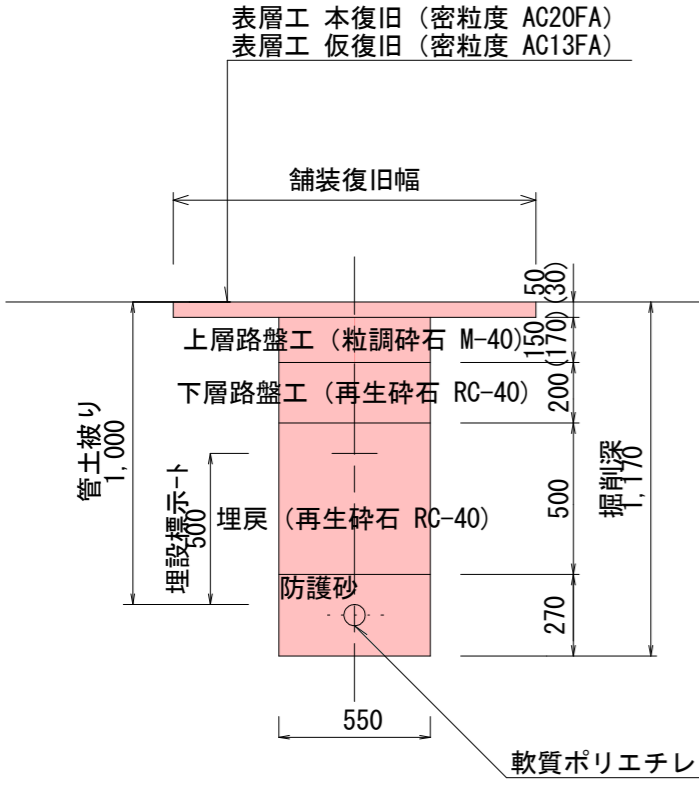 表層工 本復旧（密粒度 AC20FA）
表層工 仮復旧（密粒度 AC13FA）
舗装復旧幅
50
(30)
上層路盤工（粒調砕石 M-40）
150
(170)
下層路盤工（再生砕石 RC-40）
200
管土被り
1,000
埋設標示ｼｰﾄ
500
埋戻（再生砕石 RC-40）
500
掘削深
1,170
防護砂
270
550
軟質ポリエチレ